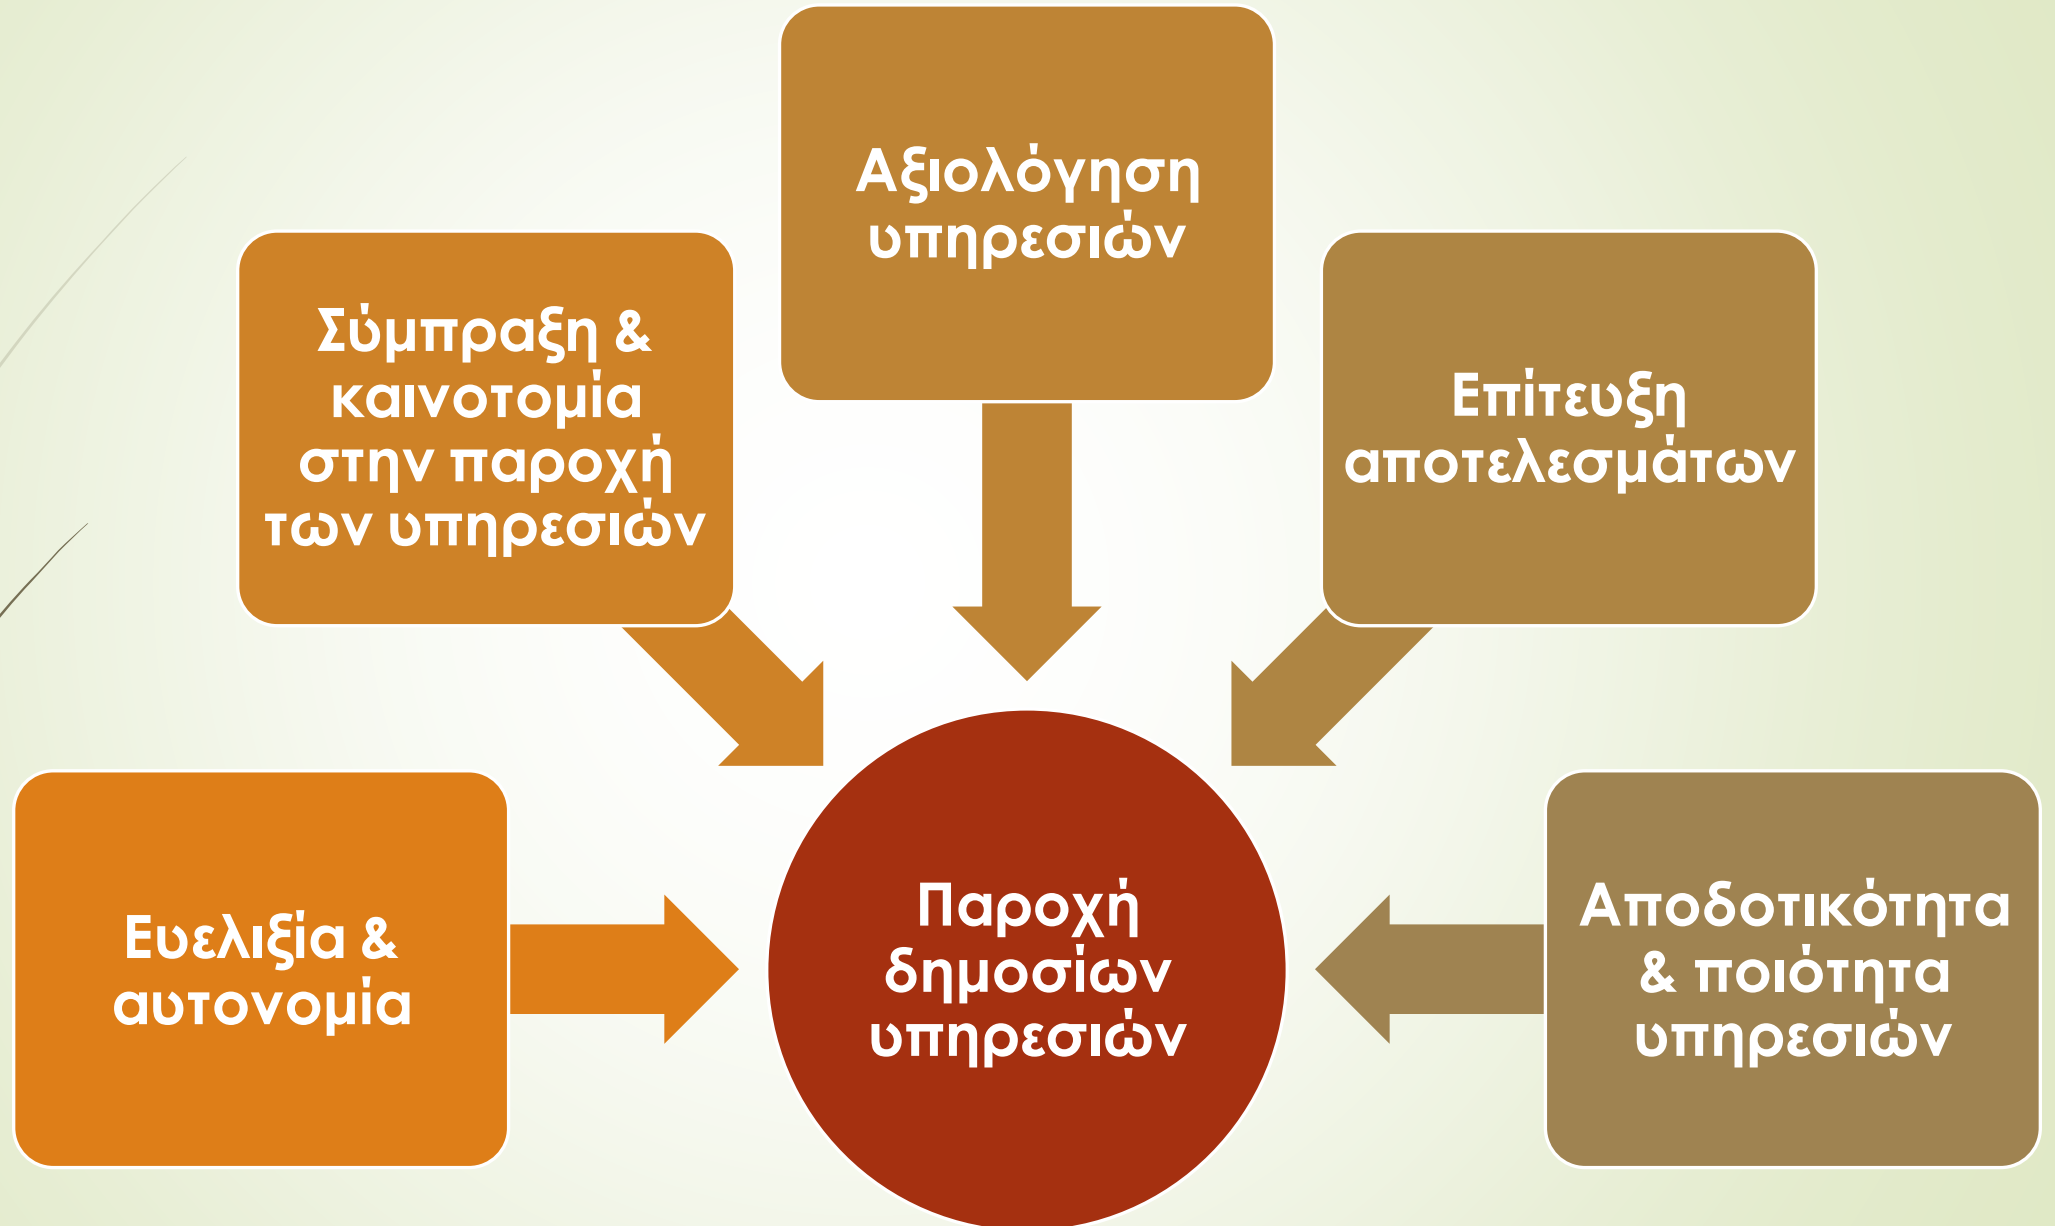 Αξιολόγηση
υπηρεσιών
Σύμπραξη &
καινοτομία
στην παροχή
των υπηρεσιών
Επίτευξη
αποτελεσμάτων
Ευελιξία &
αυτονομία
Παροχή
δημοσίων
υπηρεσιών
Αποδοτικότητα
& ποιότητα
υπηρεσιών